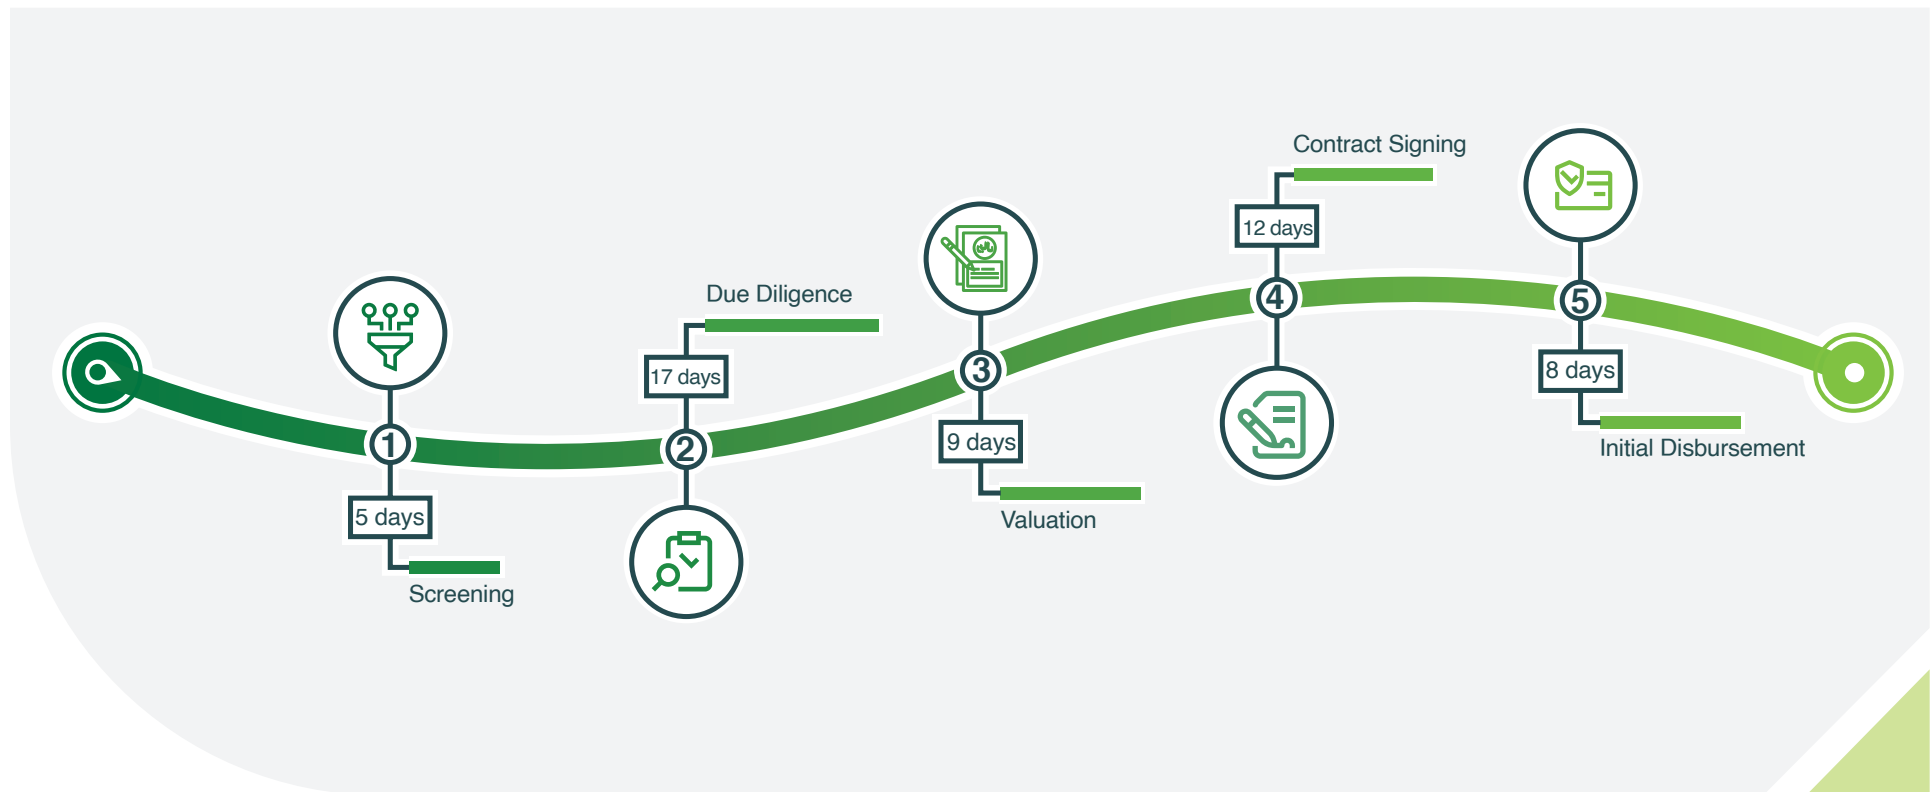 1
5 days
Screening
Due Diligence
17 days
2
3
9 days
Valuation
Contract Signing
12 days
4
5
8 days
Initial Disbursement